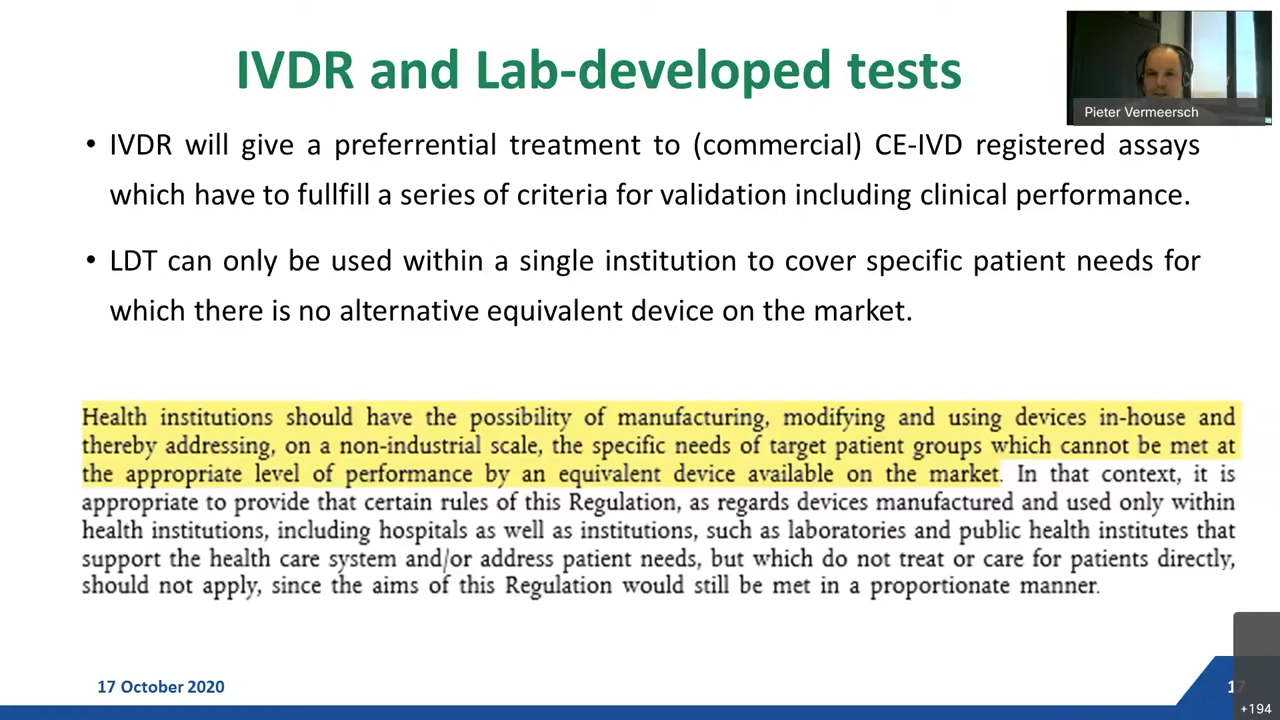 IVDR and Lab-developed tests
Pieter Vermeersch
• IVDR will give a preferrential treatment to (commercial) CE-IVD registered assays
which have to fullfill a series of criteria for validation including clinical performance.
• LDT can only be used within a single institution to cover specific patient needs for
which there is no alternative equivalent device on the market.
Health institutions should have the possibility of manufacturing, modifying and using devices in-house and
thereby addressing, on a non-industrial scale, the specific needs of target patient groups which cannot be met at
the appropriate level of performance by an equivalent device available on the market. In that context, it is
appropriate to provide that certain rules of this Regulation, as regards devices manufactured and used only within
health institutions, including hospitals as well as institutions, such as laboratories and public health institutes that
support the health care system and/or address patient needs, but which do not treat or care for patients directly,
should not apply, since the aims of this Regulation would still be met in a proportionate manner.
17 October 2020
17
+194